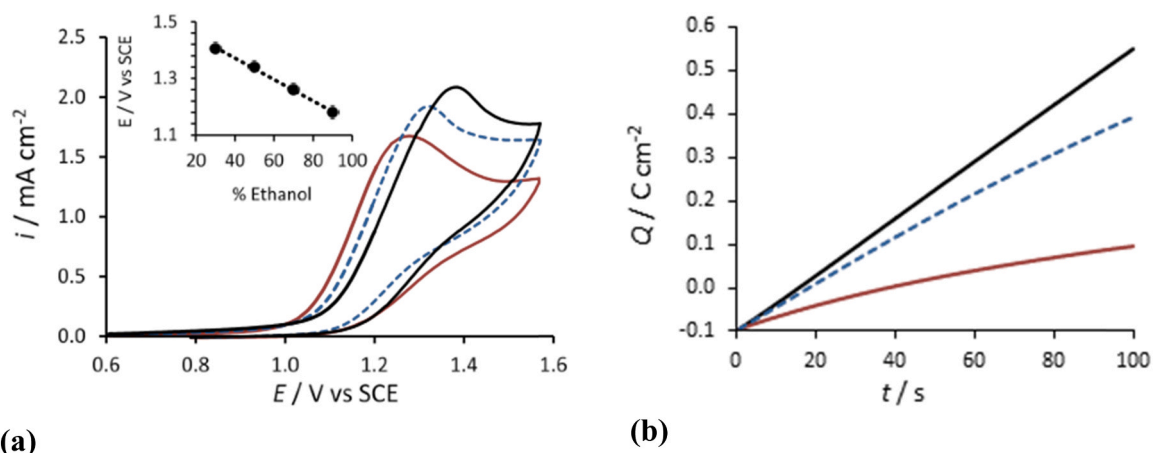 2.5
2.0
1.5
1.0
0.5
0.0
i / mA cm-2
0.6 0.8 1.0 1.2 1.4 1.6
E / V vs SCE
1.5
1.3
1.1
E / V vs SCE
20 40 60 80 100
% Ethanol
(a)
0.6
0.5
0.4
0.3
0.2
0.1
0.0
-0.1
Q / C cm-2
0 20 40 60 80 100
t / s
(b)